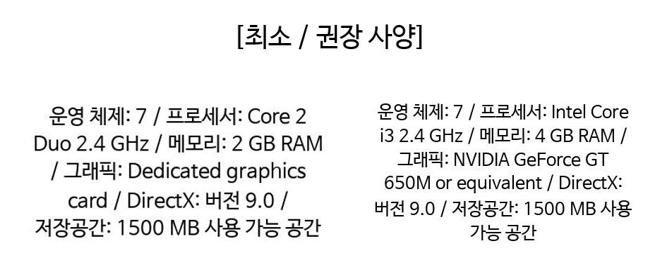 [최소 / 권장 사양]
운영 체제: 7 / 프로세서: Core 2
Duo 2.4 GHz / 메모리: 2 GB RAM
/ 그래픽: Dedicated graphics
card / DirectX: 버전 9.0 /
저장공간: 1500 MB 사용 가능 공간
운영 체제: 7 / 프로세서: Intel Core
i3 2.4 GHz / 메모리: 4 GB RAM /
그래픽: NVIDIA GeForce GT
650M or equivalent / DirectX:
버전 9.0 / 저장공간: 1500 MB 사용
가능 공간